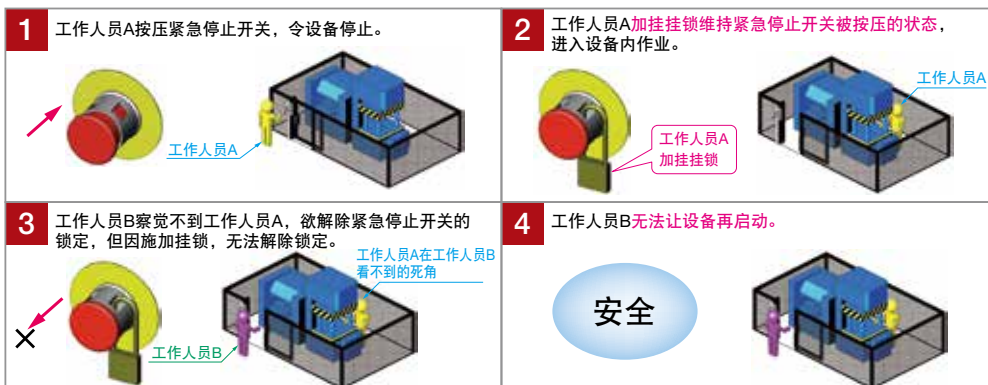 1
工作人员A按压紧急停止开关，令设备停止。
工作人员A
2
工作人员A加挂挂锁维持紧急停止开关被按压的状态，
进入设备内作业。
工作人员A
工作人员A
加挂挂锁
3
工作人员B察觉不到工作人员A，欲解除紧急停止开关的
锁定，但因施加挂锁，无法解除锁定。
工作人员A在工作人员B
看不到的死角
工作人员B
4
工作人员B无法让设备再启动。
安全